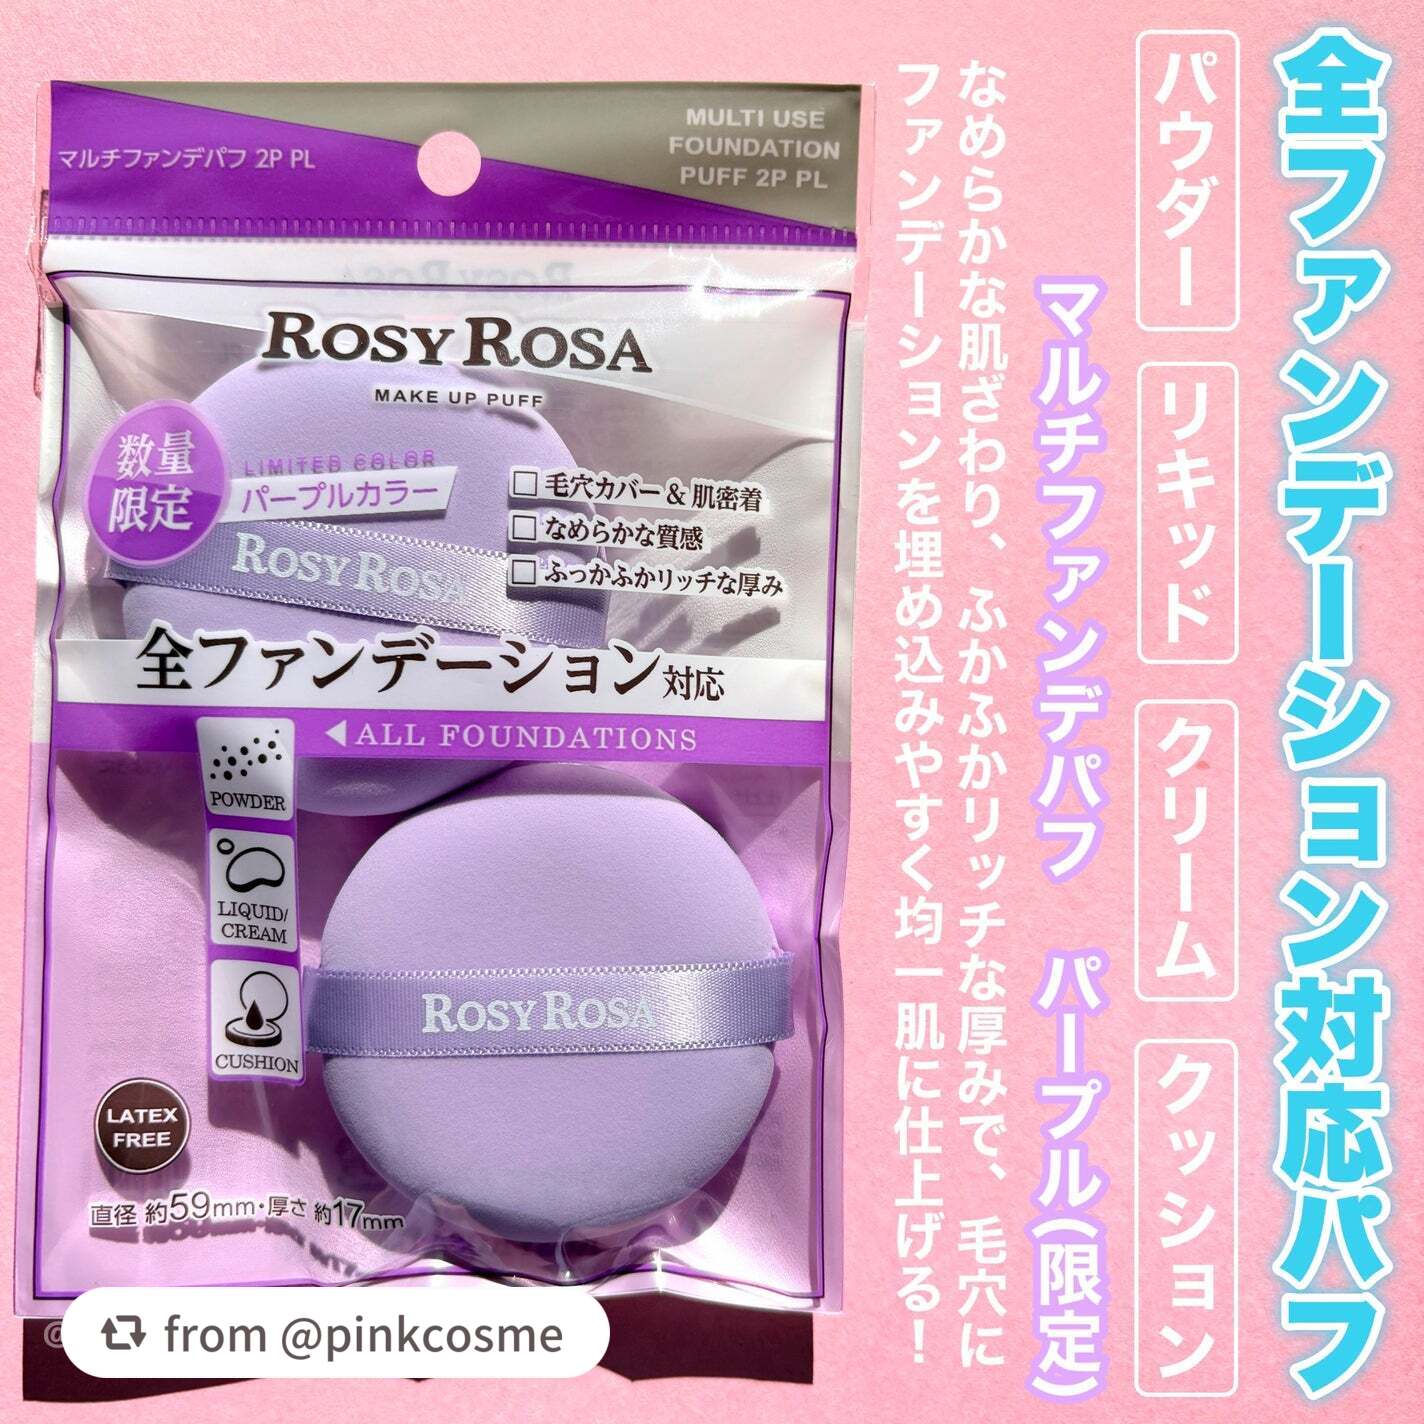 全ファンデーション対応パフ
パウダー
リキッド
クリーム
クッション
マルチファンデパフ パープル(限定)
なめらかな肌ざわり、ふかふかリッチな厚みで、毛穴に
ファンデーションを埋め込みやすく均一肌に仕上げる!
マルチファンデパフ 2P PL
MULTI USE
FOUNDATION
PUFF 2P PL
ROSY ROSA
MAKE UP PUFF
数量
限定
LIMITED COLOR
パープルカラー
□ 毛穴カバー & 肌密着
□ なめらかな質感
□ ふっかふかリッチな厚み
ROSY ROSA
全ファンデーション対応
◀ALL FOUNDATIONS
POWDER
LIQUID/
CREAM
CUSHION
ROSY ROSA
LATEX
FREE
直径 約59mm・厚さ 約17mm
from @pinkcosme